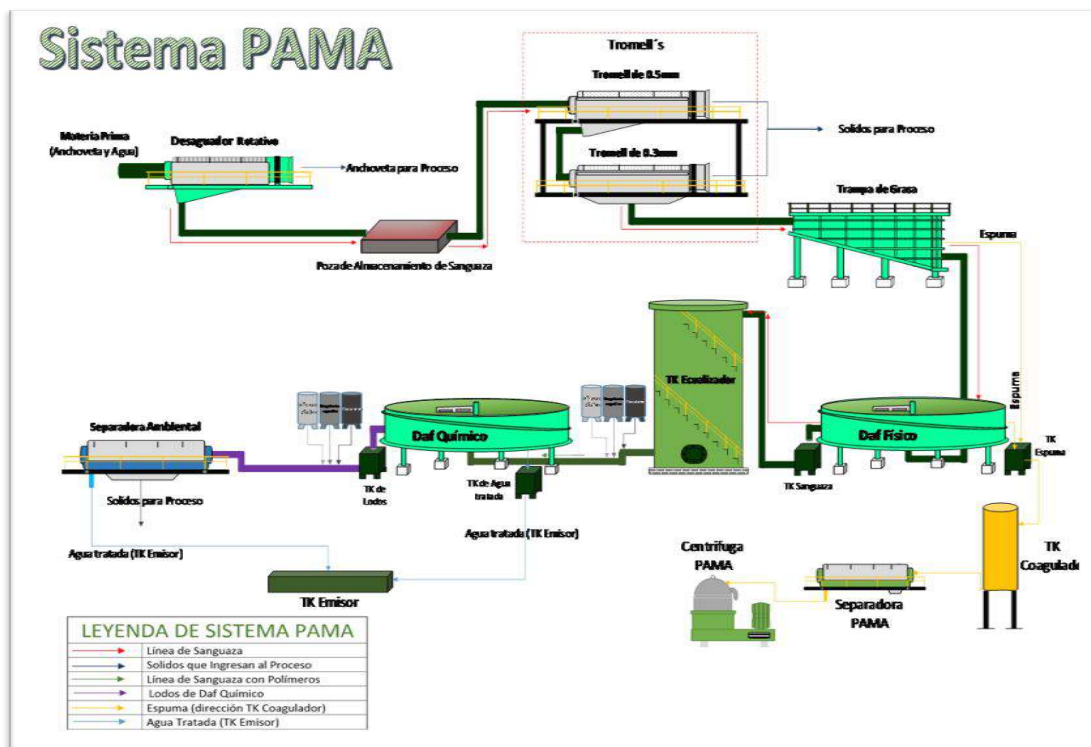 Sistema PAMA
Tromell´s
Tromell de 0.5mm
Materia Prima
(Anchoveta y Agua)
Desaguador Rotativo
Solidos para Proceso
Anchoveta para Proceso
Tromell de 0.3mm
Trampa de Grasa
Espuma
Poza de Almacenamiento de Sanguaza
TK Ecualizador
Espuma
Separadora Ambiental
Daf Químico
Daf Físico
TK
Espuma
TK de
Lodos
TK de Agua
tratada
TK Sanguaza
Solidos para Proceso
Agua tratada (TK Emisor)
Agua tratada (TK Emisor)
TK Emisor
Centrifuga
PAMA
TK
Coagulad
Separadora
PAMA
LEYENDA DE SISTEMA PAMA
Línea de Sanguaza
Solidos que Ingresan al Proceso
Línea de Sanguaza con Polímeros
Lodos de Daf Químico
Espuma (dirección TK Coagulador)
Agua Tratada (TK Emisor)